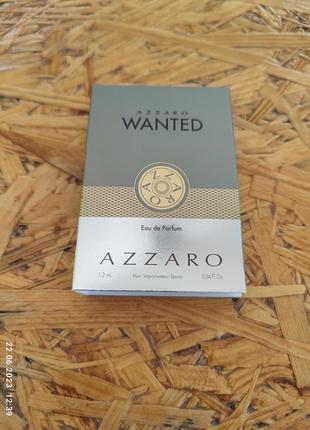 AZZARO
WANTED
AZZARO
Eau de Parfum
AZZARO
1,2 mL Mini Vaporisateur Spray 0.04 Fl.Oz.
22.06.2023 12:39